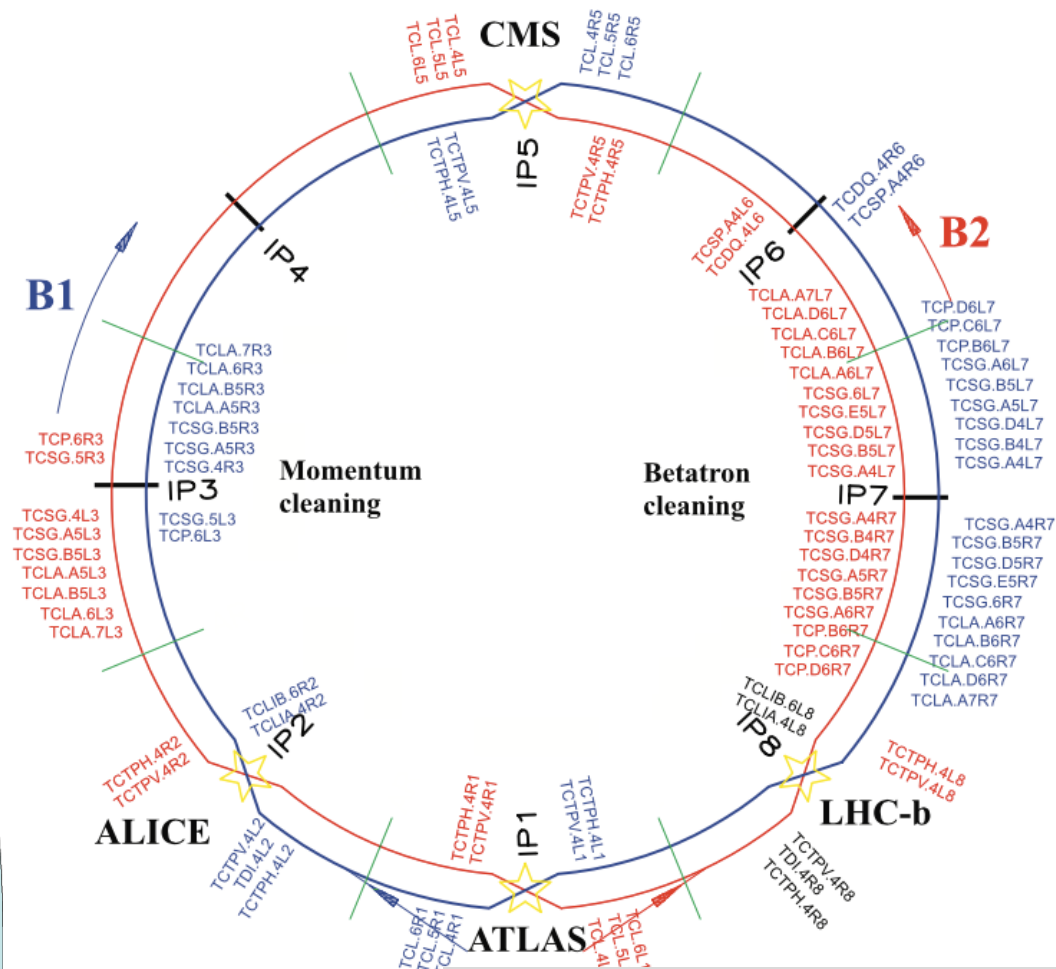 CMS
TCL.4L5
TCL.5L5
TCL.6L5
TCL.4R5
TCL.5R5
TCL.6R5
TCTPV.4L5
TCTPH.4L5
IP5
TCTPV.4R5
TCTPH.4R5
TCDQ.4R6
TCSP.A4R6
TCSP.A4L6
TCDQ.4L6
IP6
B2
IP4
B1
TCLA.7R3
TCLA.6R3
TCLA.B5R3
TCLA.A5R3
TCSG.B5R3
TCSG.A5R3
TCSG.4R3
TCP.6R3
TCSG.5R3
IP3
TCSG.5L3
TCP.6L3
TCSG.4L3
TCSG.A5L3
TCSG.B5L3
TCLA.A5L3
TCLA.B5L3
TCLA.6L3
TCLA.7L3
Momentum
cleaning
Betatron
cleaning
TCLA.A7L7
TCLA.D6L7
TCLA.C6L7
TCLA.B6L7
TCLA.A6L7
TCSG.6L7
TCSG.E5L7
TCSG.D5L7
TCSG.B5L7
TCSG.A4L7
IP7
TCSG.A4R7
TCSG.B4R7
TCSG.D4R7
TCSG.A5R7
TCSG.B5R7
TCSG.A6R7
TCP.B6R7
TCP.C6R7
TCP.D6R7
TCP.D6L7
TCP.C6L7
TCP.B6L7
TCSG.A6L7
TCSG.B5L7
TCSG.A5L7
TCSG.D4L7
TCSG.B4L7
TCSG.A4L7
TCSG.A4R7
TCSG.B5R7
TCSG.D5R7
TCSG.E5R7
TCSG.6R7
TCLA.A6R7
TCLA.B6R7
TCLA.C6R7
TCLA.D6R7
TCLA.A7R7
TCLIB.6R2
TCLIA.4R2
IP2
TCTPH.4R2
TCTPV.4R2
ALICE
TCTPV.4L2
TDI.4L2
TCTPH.4L2
TCLIB.6L8
TCLIA.4L8
IP8
TCTPH.4L8
TCTPV.4L8
LHC-b
TCTPV.4R8
TDI.4R8
TCTPH.4R8
TCTPH.4R1
TCTPV.4R1
IP1
TCTPH.4L1
TCTPV.4L1
ATLAS
TCL.6R1
TCL.5R1
TCL.4R1